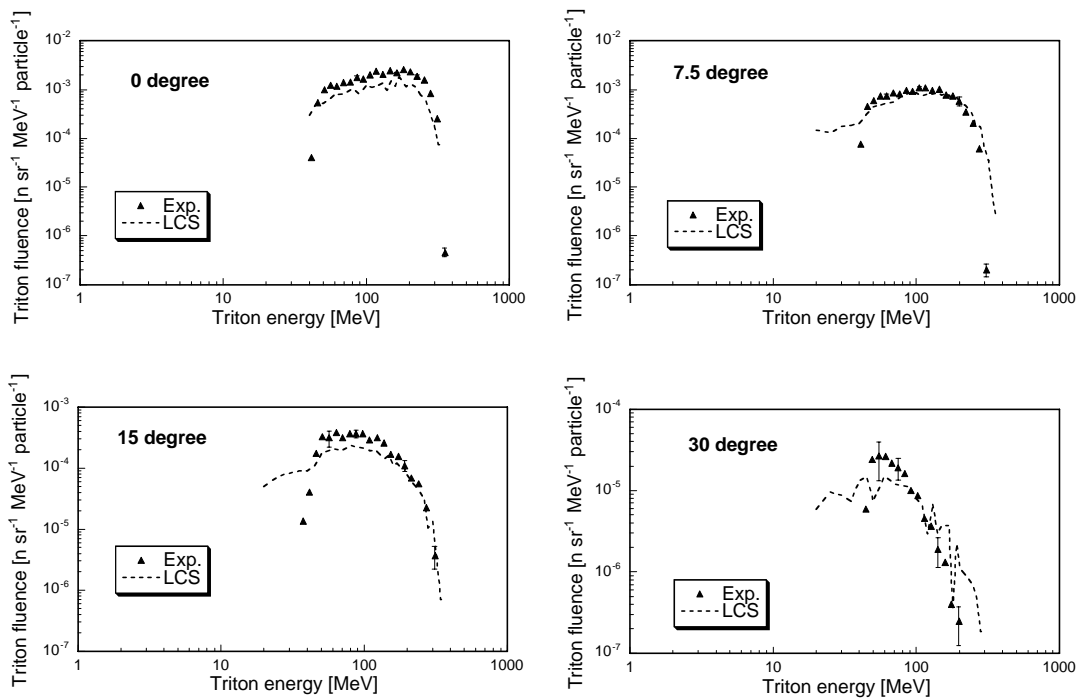 0 degree
Exp.
LCS
10-2
10-3
10-4
10-5
10-6
10-7
1
10
100
1000
Triton fluence [n sr-1 MeV-1 particle-1]
Triton energy [MeV]
7.5 degree
Exp.
LCS
10-2
10-3
10-4
10-5
10-6
10-7
1
10
100
1000
Triton fluence [n sr-1 MeV-1 particle-1]
Triton energy [MeV]
15 degree
Exp.
LCS
10-3
10-4
10-5
10-6
10-7
1
10
100
1000
Triton fluence [n sr-1 MeV-1 particle-1]
Triton energy [MeV]
30 degree
Exp.
LCS
10-4
10-5
10-6
10-7
1
10
100
1000
Triton fluence [n sr-1 MeV-1 particle-1]
Triton energy [MeV]